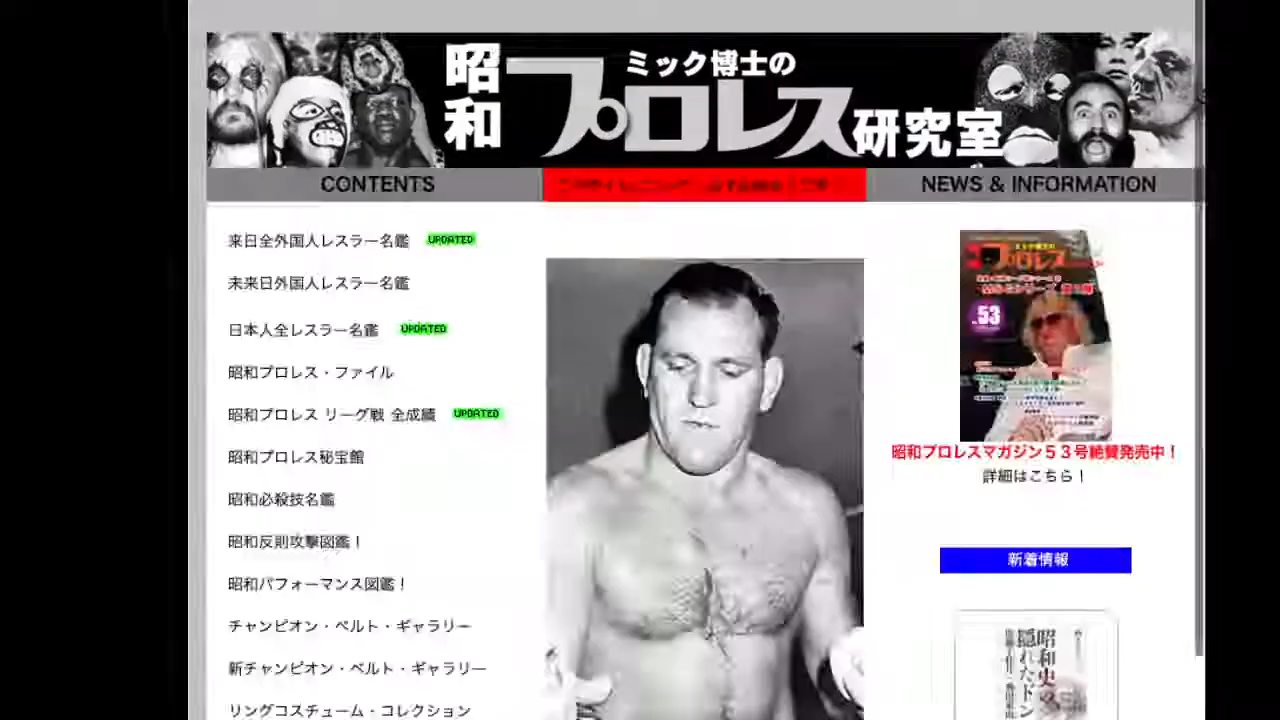 昭和
ミック博士の
プロレス研究室
CONTENTS
NEWS & INFORMATION
来日全外国人レスラー名鑑 UPDATED
未来日外国人レスラー名鑑
日本人全レスラー名鑑 UPDATED
昭和プロレス・ファイル
昭和プロレス リーグ戦 全成績 UPDATED
昭和プロレス秘宝館
昭和必殺技名鑑
昭和反則攻撃図鑑！
昭和パフォーマンス図鑑！
チャンピオン・ベルト・ギャラリー
新チャンピオン・ベルト・ギャラリー
リングコスチューム・コレクション
プロレス
53
昭和プロレスマガジン５３号絶賛発売中！
詳細はこちら！
新着情報
昭和史の
隠れたドン